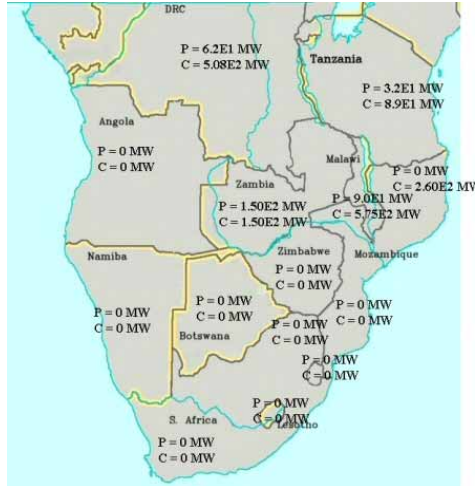 DRC
P = 6.2E1 MW
C = 5.08E2 MW
Tanzania
P = 3.2E1 MW
C = 8.9E1 MW
Angola
P = 0 MW
C = 0 MW
Malawi
P = 0 MW
C = 2.60E2 MW
Zambia
P = 1.50E2 MW
C = 1.50E2 MW
P = 9.0E1 MW
C = 5.75E2 MW
Namiba
Zimbabwe
P = 0 MW
C = 0 MW
Mozambique
P = 0 MW
C = 0 MW
P = 0 MW
C = 0 MW
Botswana
P = 0 MW
C = 0 MW
P = 0 MW
C = 0 MW
P = 0 MW
C = 0 MW
P = 0 MW
C = 0 MW
S. Africa
Lesotho
P = 0 MW
C = 0 MW